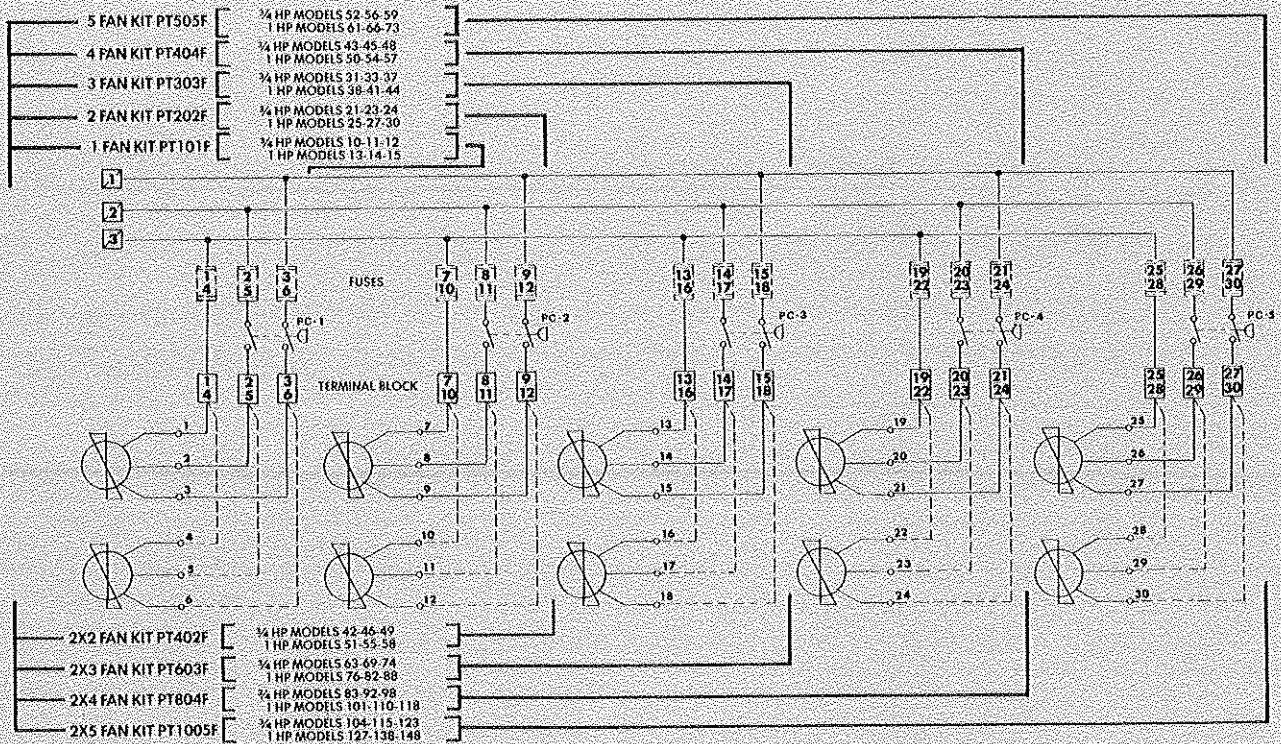 5 FAN KIT PT505F
¾ HP MODELS 52-56-59
1 HP MODELS 61-66-73
4 FAN KIT PT404F
¾ HP MODELS 43-45-48
1 HP MODELS 50-54-57
3 FAN KIT PT303F
¾ HP MODELS 31-33-37
1 HP MODELS 38-41-44
2 FAN KIT PT202F
¾ HP MODELS 21-23-24
1 HP MODELS 25-27-30
1 FAN KIT PT101F
¾ HP MODELS 10-11-12
1 HP MODELS 13-14-15
1
2
3
1 2 3 7 8 9 13 14 15 19 20 21 25 26 27
4 5 6 FUSES 10 11 12 16 17 18 22 23 24 28 29 30
PC-1 PC-2 PC-3 PC-4 PC-5
1 2 3 7 8 9 13 14 15 19 20 21 25 26 27
4 5 6 TERMINAL BLOCK 10 11 12 16 17 18 22 23 24 28 29 30
1 7 13 19 25
2 8 14 20 26
3 9 15 21 27
4 10 16 22 28
5 11 17 23 29
6 12 18 24 30
2X2 FAN KIT PT402F
¾ HP MODELS 42-46-49
1 HP MODELS 51-55-58
2X3 FAN KIT PT603F
¾ HP MODELS 63-69-74
1 HP MODELS 76-82-88
2X4 FAN KIT PT804F
¾ HP MODELS 83-92-98
1 HP MODELS 101-110-118
2X5 FAN KIT PT1005F
¾ HP MODELS 104-115-123
1 HP MODELS 127-138-148